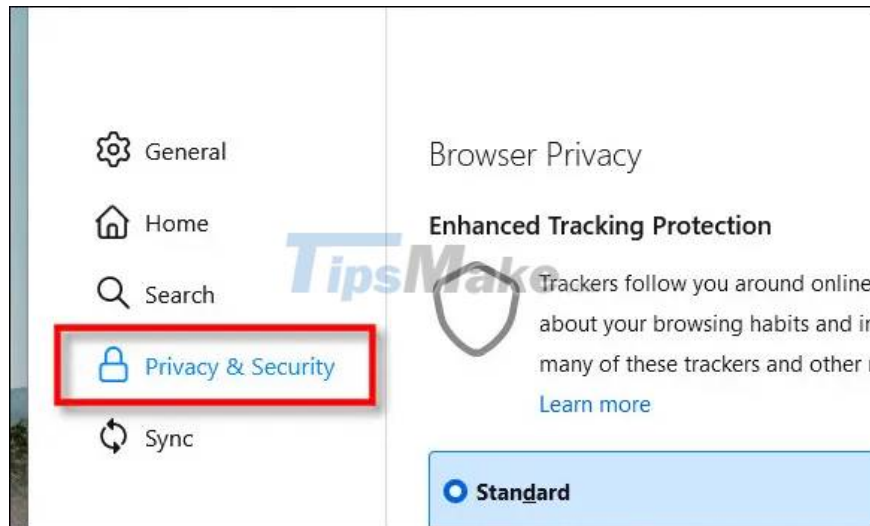 General
Home
Search
Privacy & Security
Sync
Browser Privacy
Enhanced Tracking Protection
TipsMake
Trackers follow you around online
about your browsing habits and
many of these trackers and other
Learn more
Standard